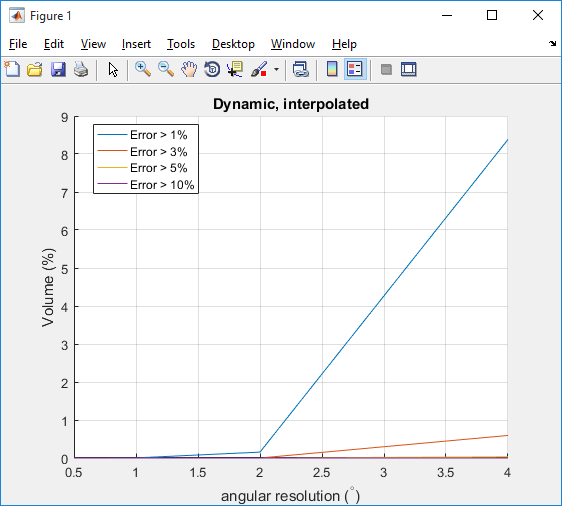 Figure 1
File Edit View Insert Tools Desktop Window Help
Dynamic, interpolated
Error > 1%
Error > 3%
Error > 5%
Error > 10%
Volume (%)
9
8
7
6
5
4
3
2
1
0
0.5 1 1.5 2 2.5 3 3.5 4
angular resolution (°)